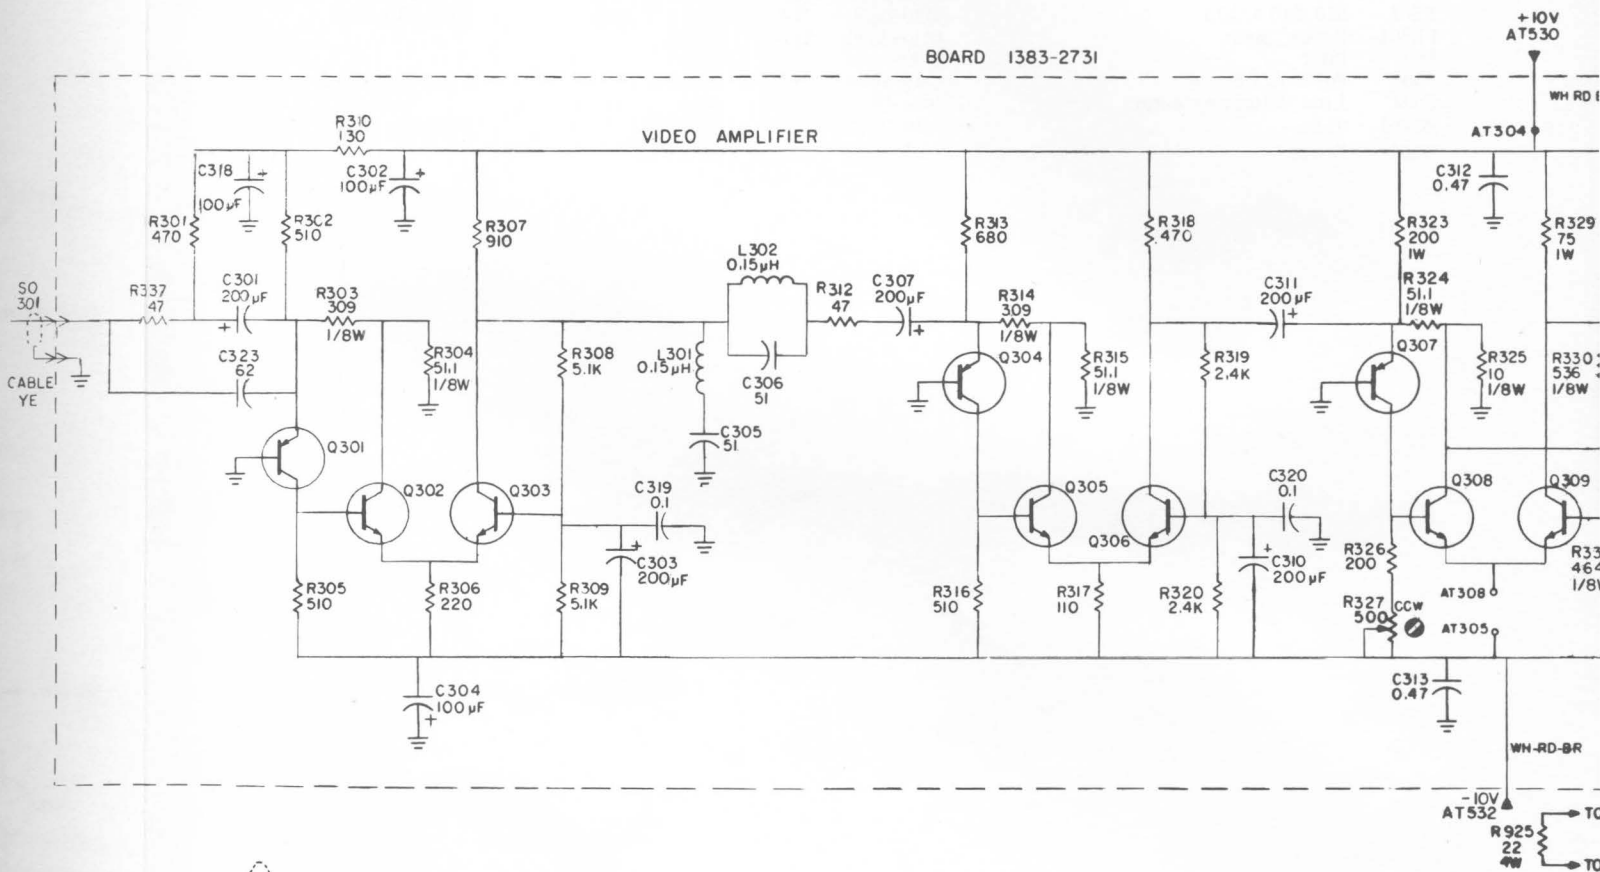 +10V
AT530
BOARD 1383-2731
WH RD
AT304
VIDEO AMPLIFIER
R310
130
C318
100µF
C302
100µF
C312
0.47
R301
470
R302
510
R307
910
R313
680
R318
470
R323
200
1W
R329
75
1W
L302
0.15µH
SO
301
R337
47
C301
200µF
R303
309
1/8W
R312
47
C307
200µF
R314
309
1/8W
C311
200µF
R324
51.1
1/8W
C323
62
R304
51.1
1/8W
R308
5.1K
L301
0.15µH
C306
51
Q304
R315
51.1
1/8W
R319
2.4K
Q307
R325
10
1/8W
R330
536
1/8W
CABLE
YE
Q301
C305
51
Q302
Q303
C319
0.1
Q305
Q306
C320
0.1
Q308
Q309
C303
200µF
C310
200µF
R326
200
464
R305
510
R306
220
R309
5.1K
R316
510
R317
110
R320
2.4K
R327
500
CCW
AT308
AT305
C304
100µF
C313
0.47
WH-RD-BR
-10V
AT532
R925
22
4W